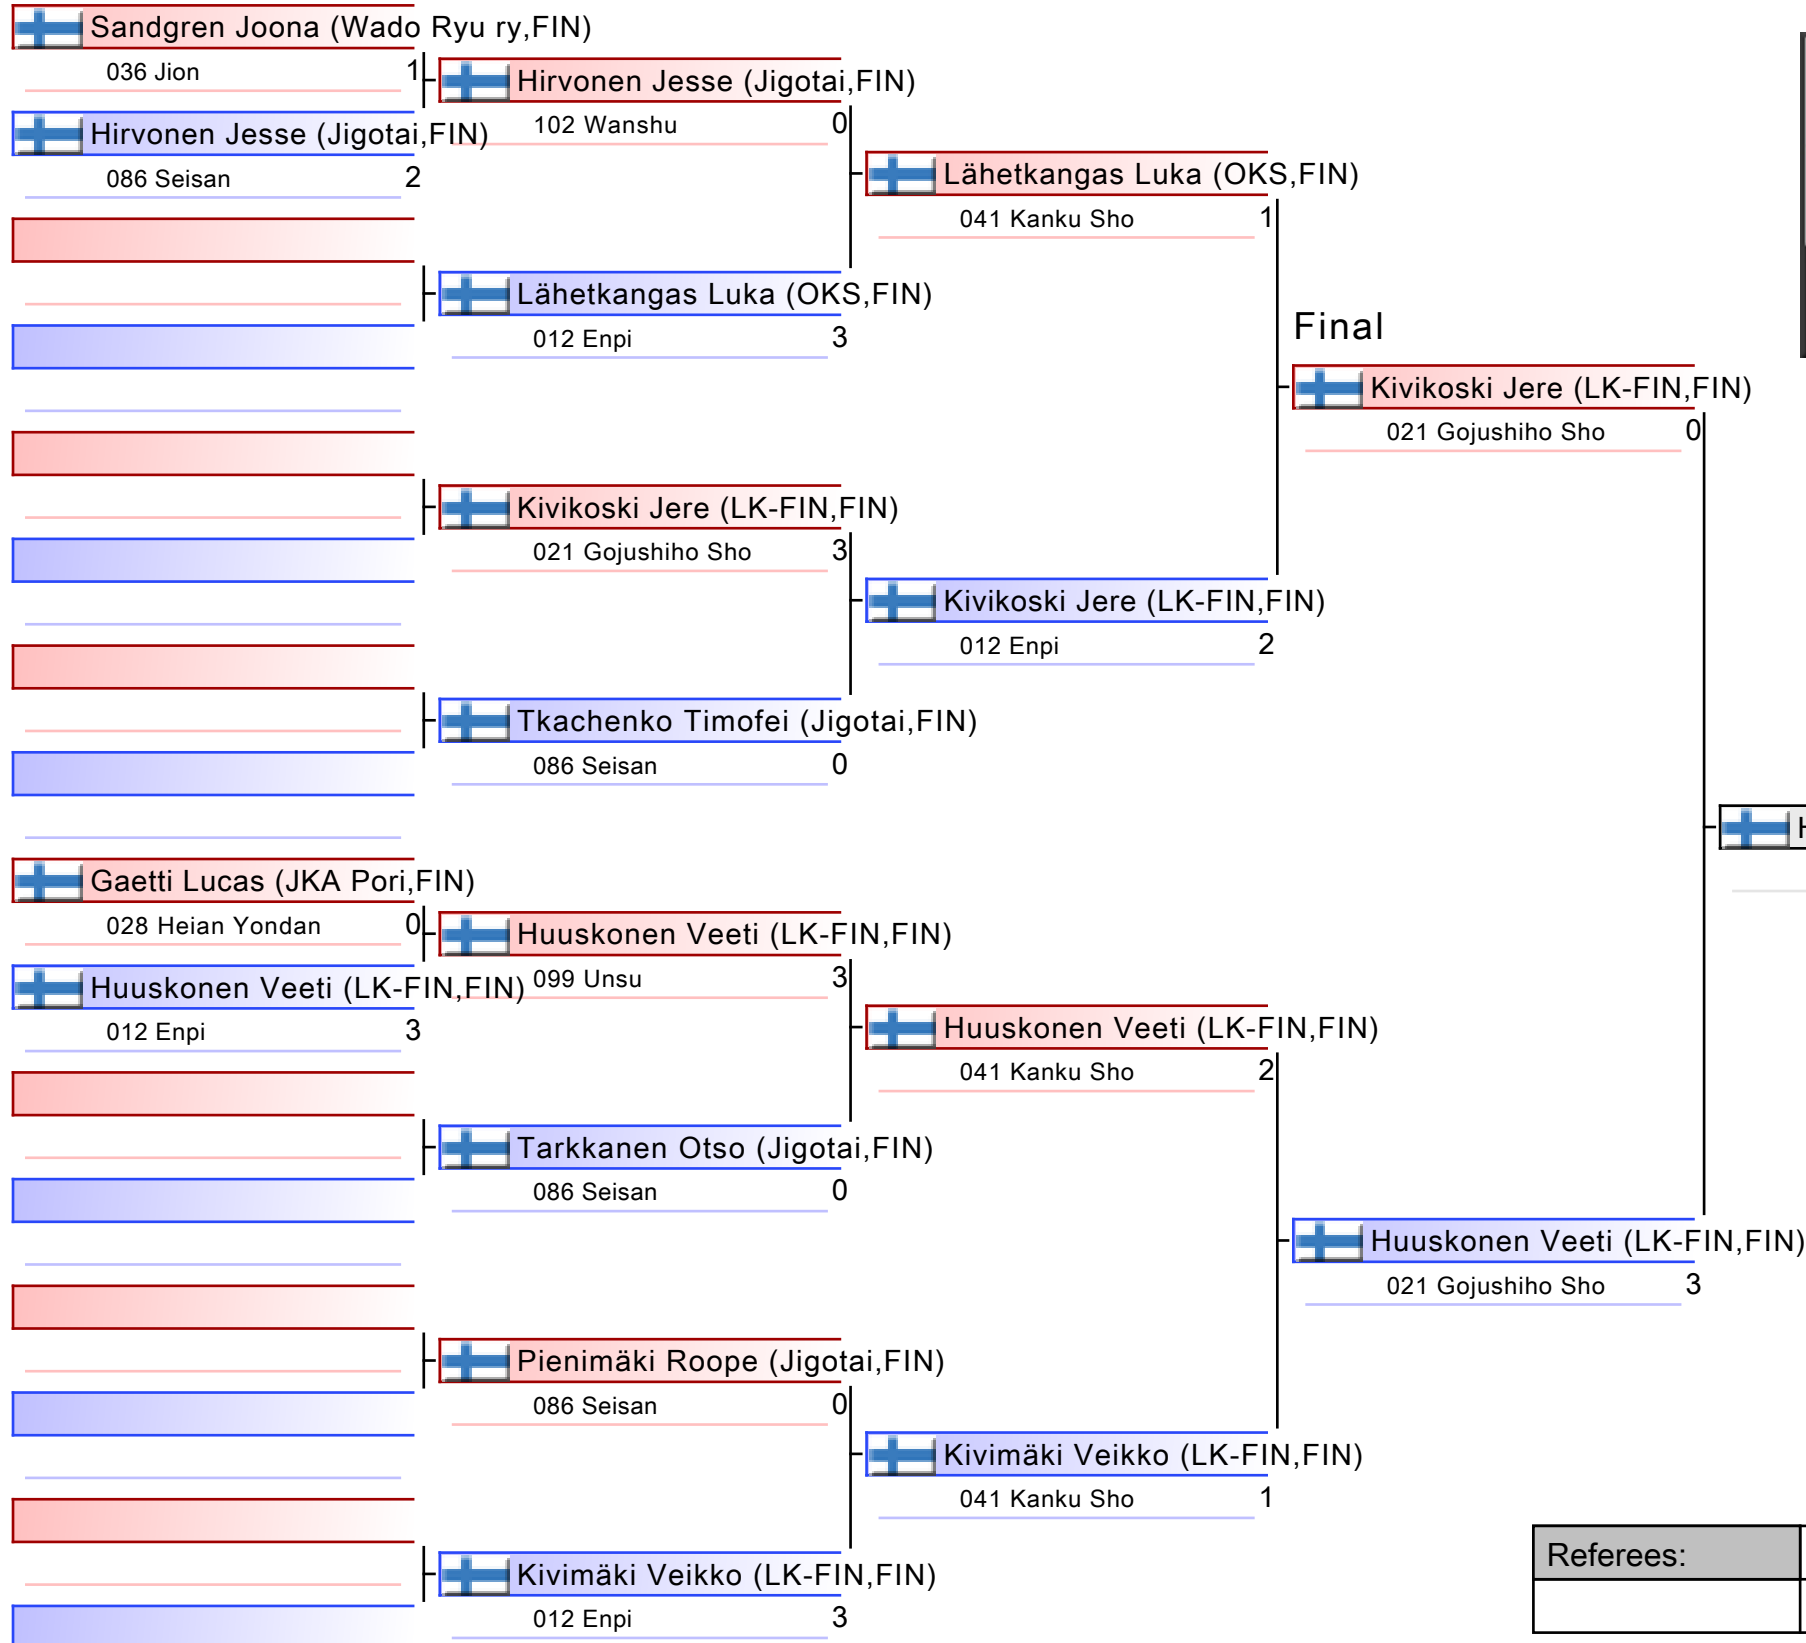 Sandgren Joona (Wado Ryu ry,FIN)
036 Jion 1
Hirvonen Jesse (Jigotai,FIN)
086 Seisan 2
Hirvonen Jesse (Jigotai,FIN)
102 Wanshu 0
Lähetkangas Luka (OKS,FIN)
012 Enpi 3
Lähetkangas Luka (OKS,FIN)
041 Kanku Sho 1
Kivikoski Jere (LK-FIN,FIN)
021 Gojushiho Sho 3
Tkachenko Timofei (Jigotai,FIN)
086 Seisan 0
Kivikoski Jere (LK-FIN,FIN)
012 Enpi 2
Final
Kivikoski Jere (LK-FIN,FIN)
021 Gojushiho Sho 0
Gaetti Lucas (JKA Pori,FIN)
028 Heian Yondan 0
Huuskonen Veeti (LK-FIN,FIN)
012 Enpi 3
Huuskonen Veeti (LK-FIN,FIN)
099 Unsu 3
Tarkkanen Otso (Jigotai,FIN)
086 Seisan 0
Huuskonen Veeti (LK-FIN,FIN)
041 Kanku Sho 2
Pienimäki Roope (Jigotai,FIN)
086 Seisan 0
Kivimäki Veikko (LK-FIN,FIN)
012 Enpi 3
Kivimäki Veikko (LK-FIN,FIN)
041 Kanku Sho 1
Huuskonen Veeti (LK-FIN,FIN)
021 Gojushiho Sho 3
Referees: